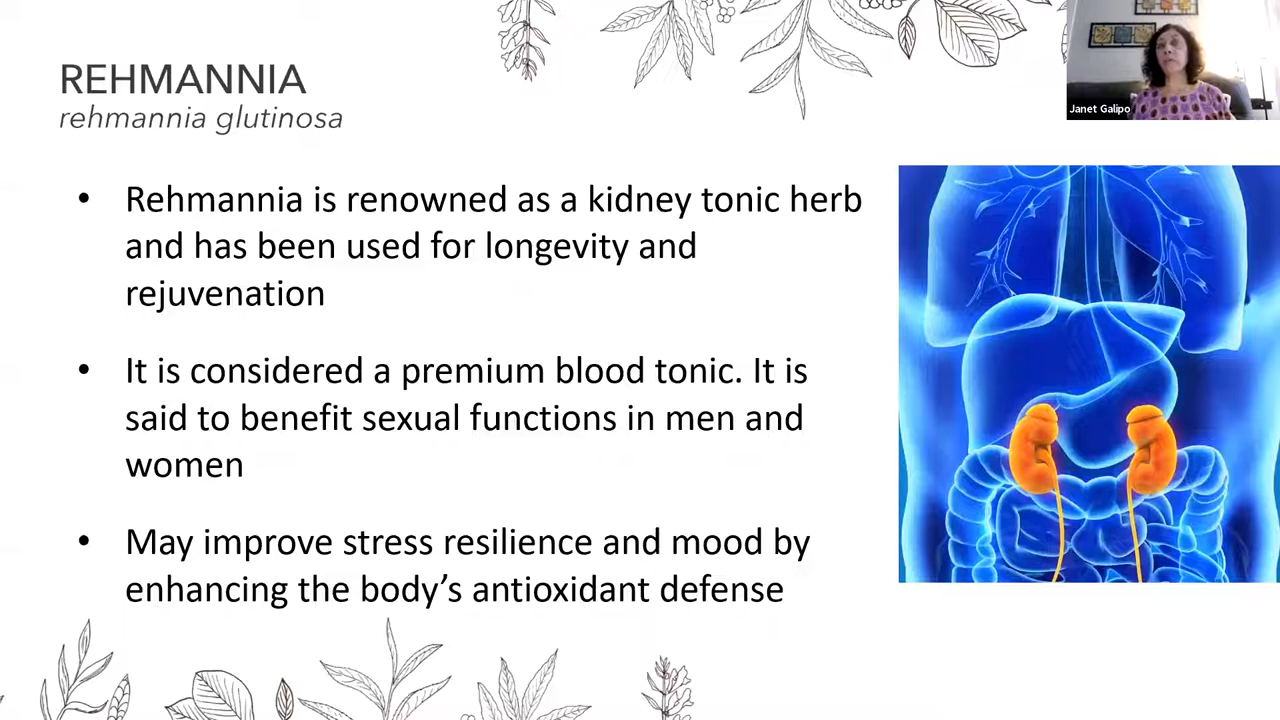 REHMANNIA
rehmannia glutinosa
Janet Galipo
• Rehmannia is renowned as a kidney tonic herb
and has been used for longevity and
rejuvenation
• It is considered a premium blood tonic. It is
said to benefit sexual functions in men and
women
• May improve stress resilience and mood by
enhancing the body’s antioxidant defense